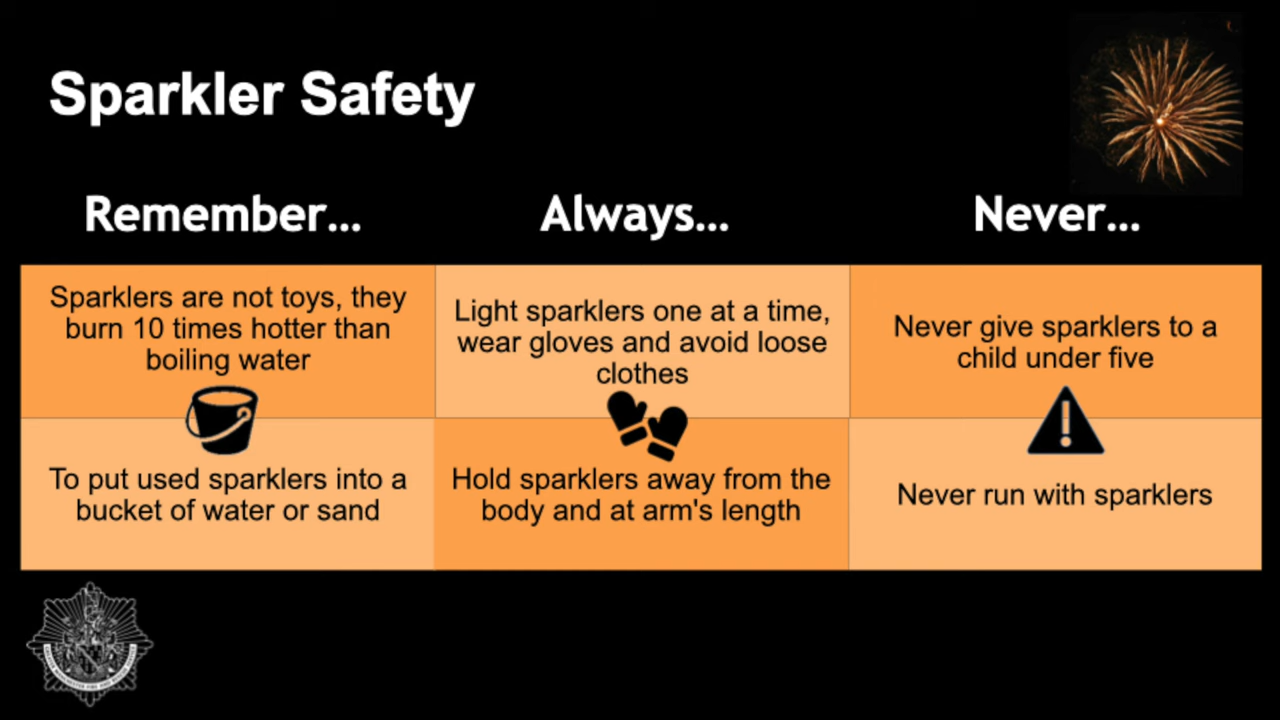 Sparkler Safety
Remember...
Always...
Never...
Sparklers are not toys, they
burn 10 times hotter than
boiling water
Light sparklers one at a time,
wear gloves and avoid loose
clothes
Never give sparklers to a
child under five
To put used sparklers into a
bucket of water or sand
Hold sparklers away from the
body and at arm's length
Never run with sparklers